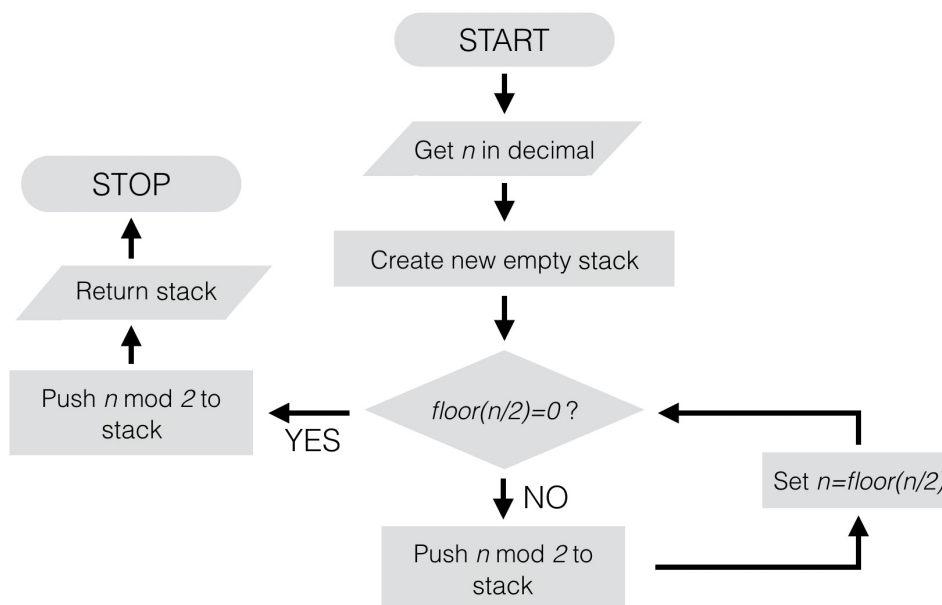 START
Get n in decimal
Create new empty stack
floor(n/2)=0 ?
YES
Push n mod 2 to
stack
Return stack
STOP
NO
Push n mod 2 to
stack
Set n=floor(n/2)